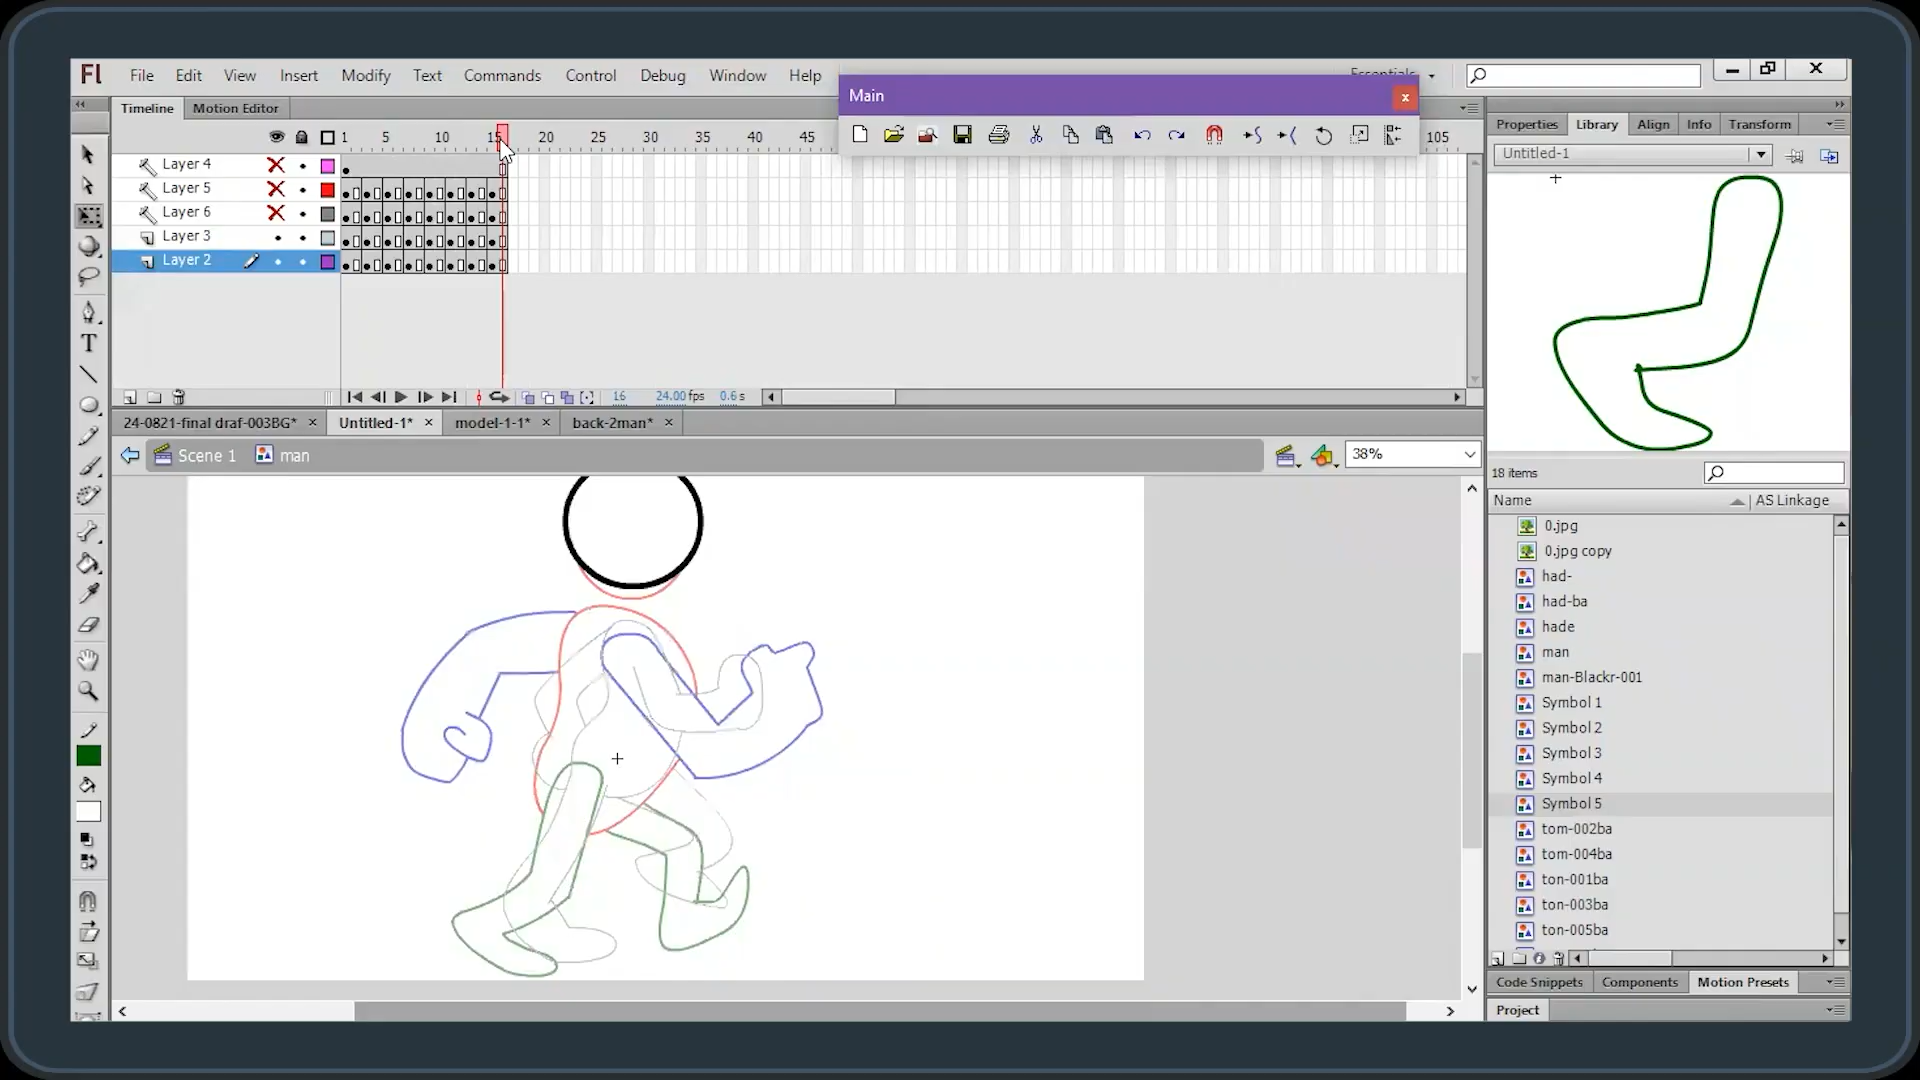 Fl File Edit View Insert Modify Text Commands Control Debug Window Help
Essentials
Main
x
Timeline Motion Editor
1 5 10 15 20 25 30 35 40 45 105
Layer 4
Layer 5
Layer 6
Layer 3
Layer 2
16 24.00 fps 0.6 s
24-0821-final draf-003BG* Untitled-1* model-1-1* back-2man*
Scene 1 man
38%
Properties Library Align Info Transform
Untitled-1
18 items
Name AS Linkage
0.jpg
0.jpg copy
had-
had-ba
hade
man
man-Blackr-001
Symbol 1
Symbol 2
Symbol 3
Symbol 4
Symbol 5
tom-002ba
tom-004ba
ton-001ba
ton-003ba
ton-005ba
Code Snippets Components Motion Presets
Project